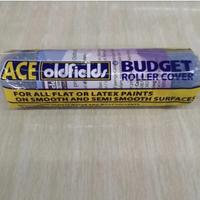 ACE oldfields BUDGET
ROLLER COVER
FOR ALL FLAT OR LATEX PAINTS
ON SMOOTH AND SEMI SMOOTH SURFACES